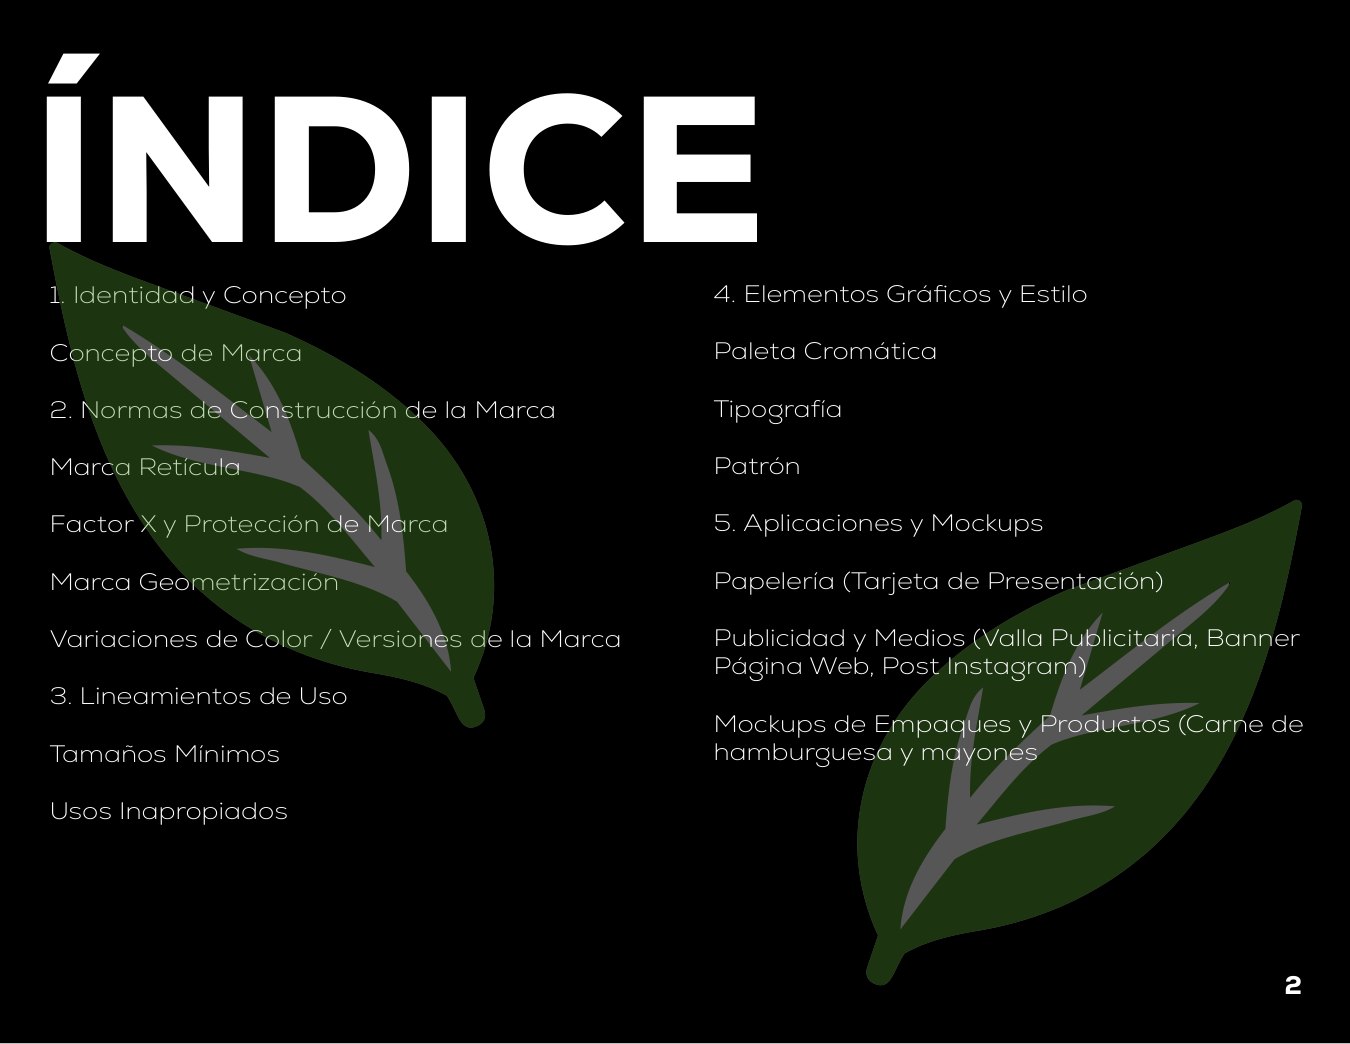 ÍNDICE
1. Identidad y Concepto
Concepto de Marca
2. Normas de Construcción de la Marca
Marca Retícula
Factor X y Protección de Marca
Marca Geometrización
Variaciones de Color / Versiones de la Marca
3. Lineamientos de Uso
Tamaños Mínimos
Usos Inapropiados
4. Elementos Gráficos y Estilo
Paleta Cromática
Tipografía
Patrón
5. Aplicaciones y Mockups
Papelería (Tarjeta de Presentación)
Publicidad y Medios (Valla Publicitaria, Banner
Página Web, Post Instagram)
Mockups de Empaques y Productos (Carne de
hamburguesa y mayones
2